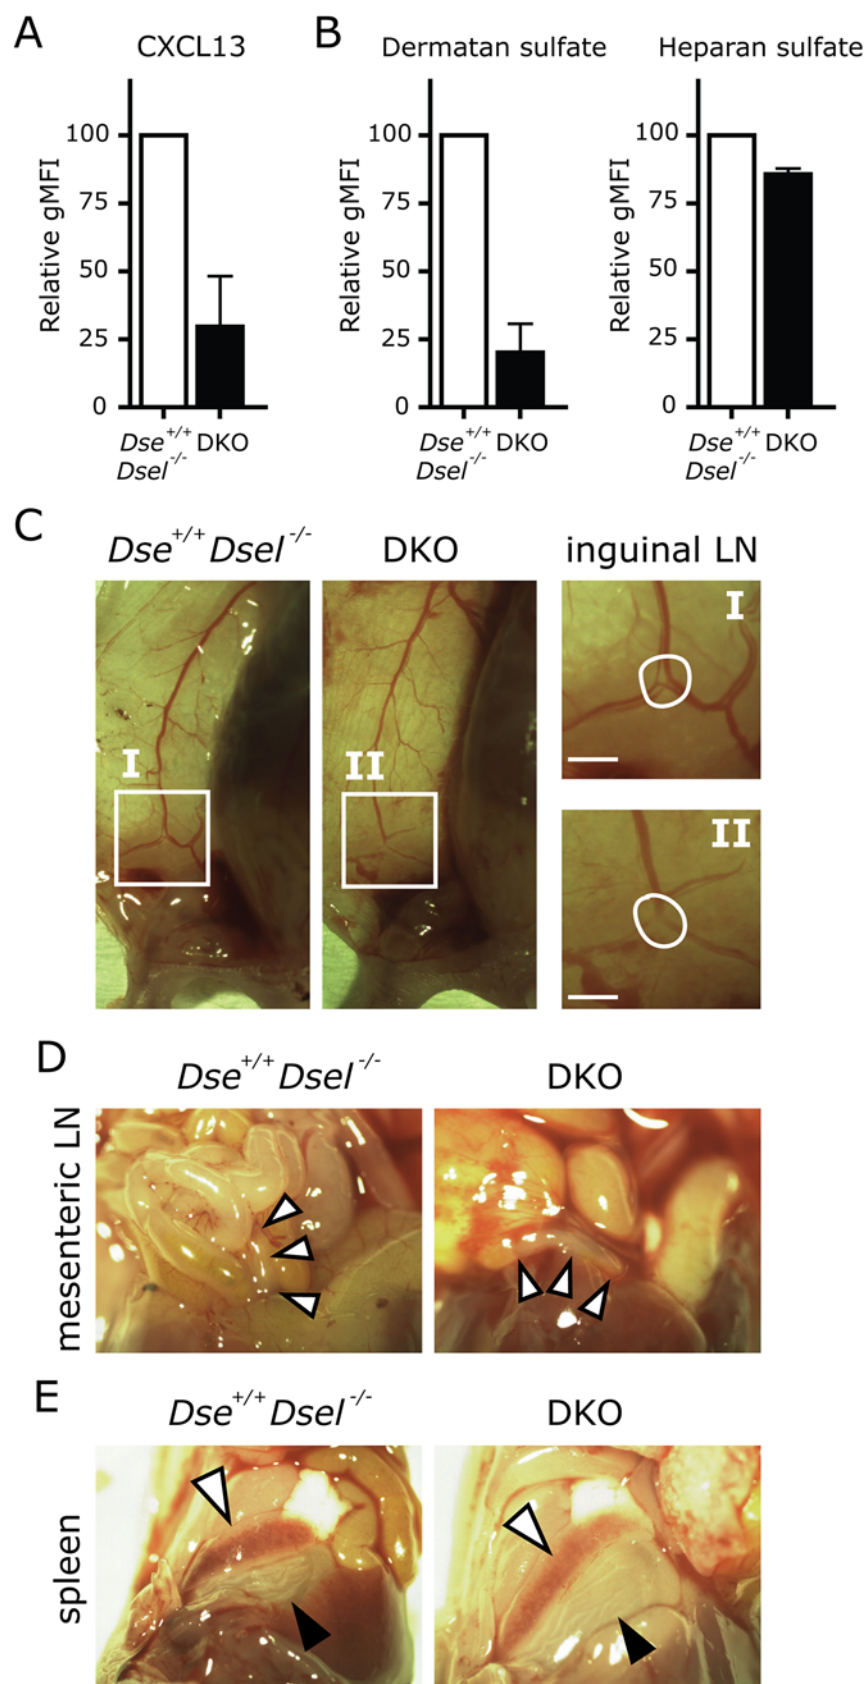 A
CXCL13
Relative gMFI
100
75
50
25
0
Dse+/+ DKO
Dsel-/-
B
Dermatan sulfate
Relative gMFI
100
75
50
25
0
Dse+/+ DKO
Dsel-/-
Heparan sulfate
Relative gMFI
100
75
50
25
0
Dse+/+ DKO
Dsel-/-
C
Dse+/+Dsel-/-
DKO
inguinal LN
I
II
I
II
D
Dse+/+Dsel-/-
DKO
mesenteric LN
E
Dse+/+Dsel-/-
DKO
spleen